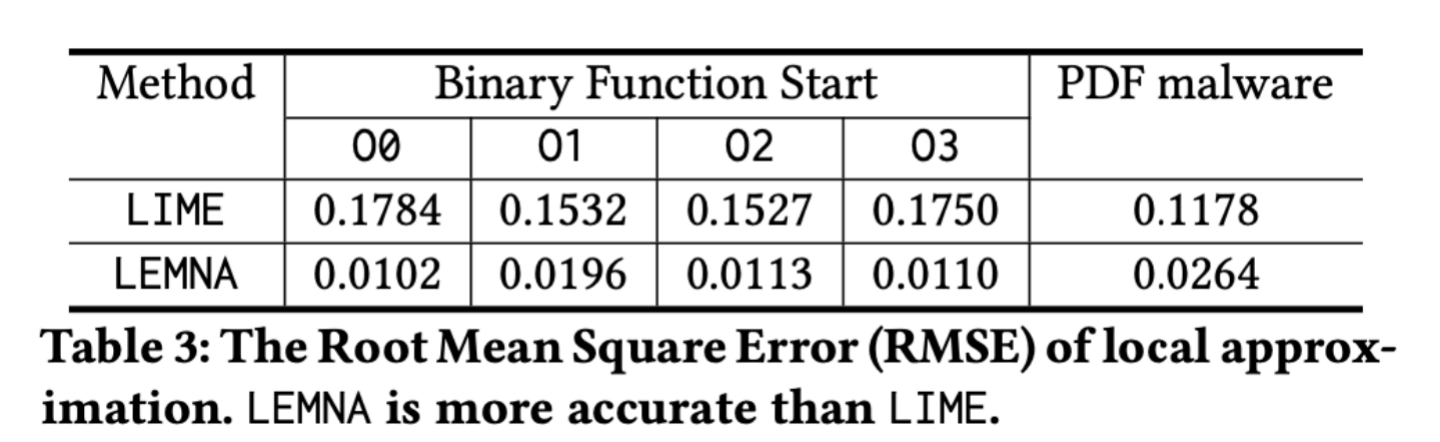 Method Binary Function Start PDF malware
O0 O1 O2 O3
LIME 0.1784 0.1532 0.1527 0.1750 0.1178
LEMNA 0.0102 0.0196 0.0113 0.0110 0.0264
Table 3: The Root Mean Square Error (RMSE) of local approx-
imation. LEMNA is more accurate than LIME.